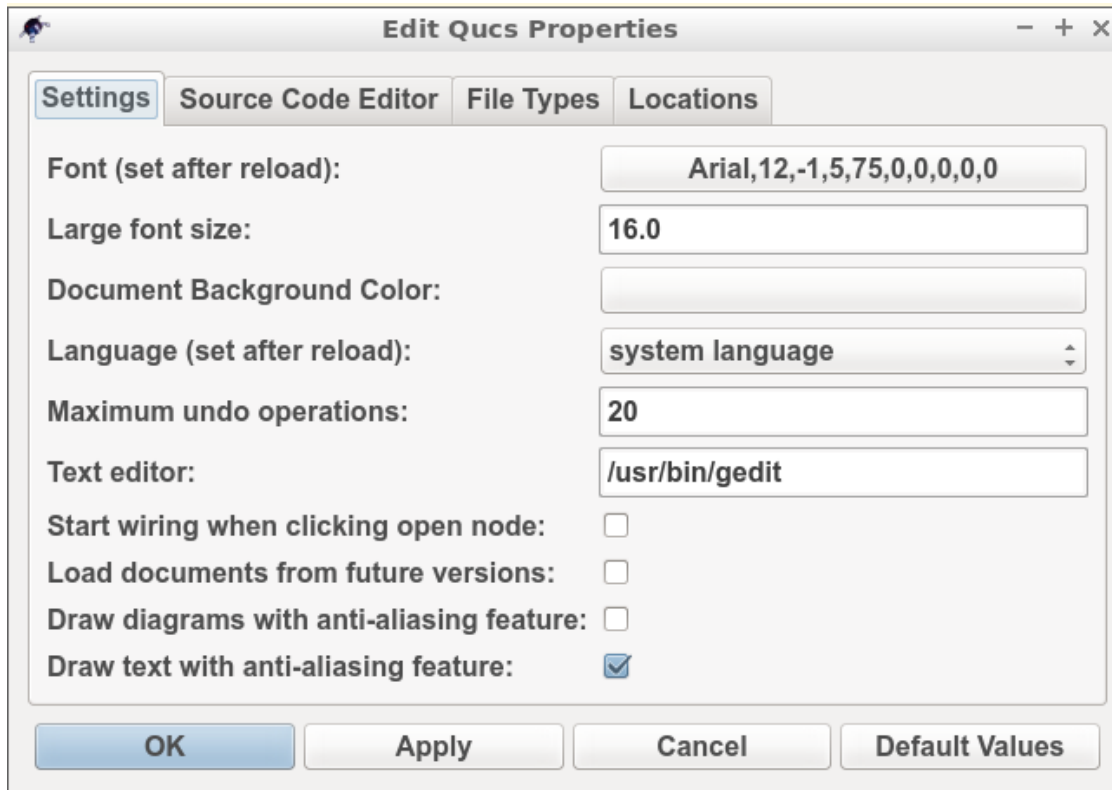 Edit Qucs Properties
Settings Source Code Editor File Types Locations
Font (set after reload): Arial,12,-1,5,75,0,0,0,0,0
Large font size: 16.0
Document Background Color:
Language (set after reload): system language
Maximum undo operations: 20
Text editor: /usr/bin/gedit
Start wiring when clicking open node:
Load documents from future versions:
Draw diagrams with anti-aliasing feature:
Draw text with anti-aliasing feature:
OK Apply Cancel Default Values